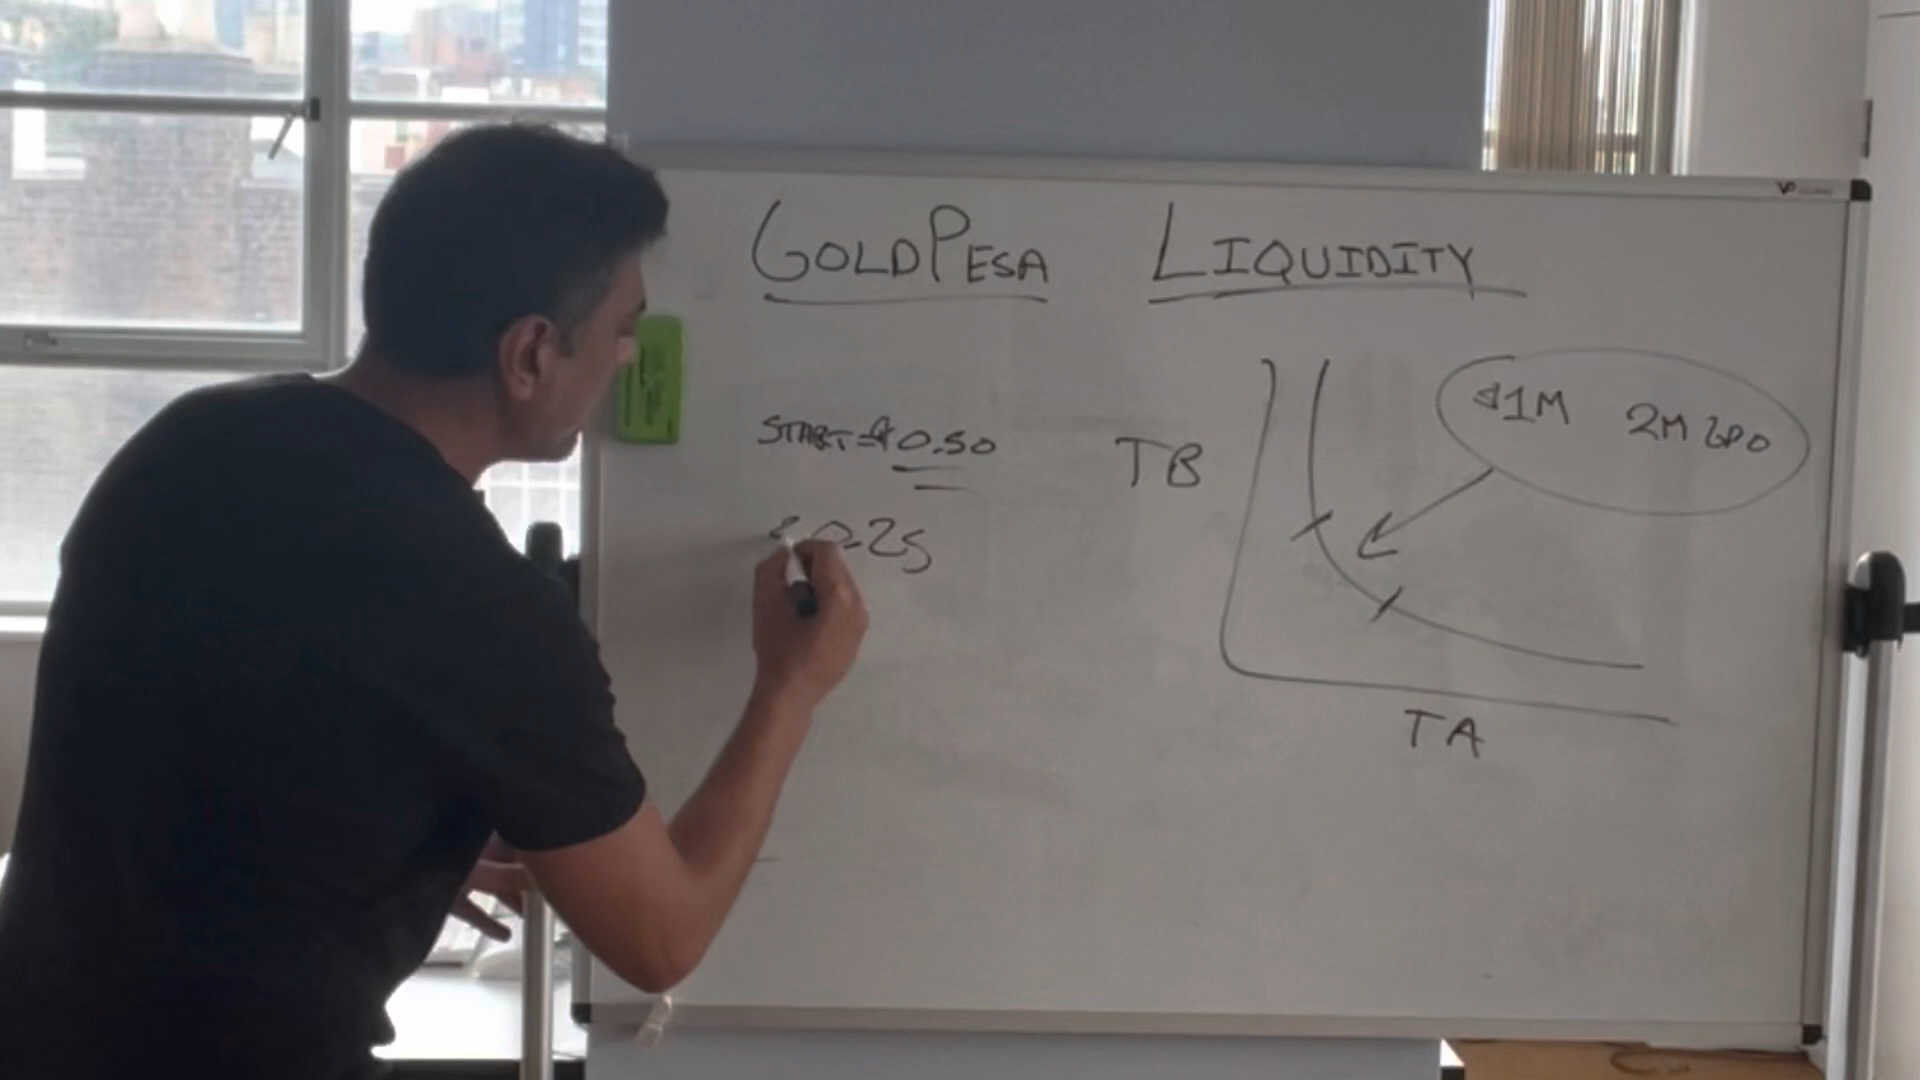 GOLDPESA LIQUIDITY
START=$0.50
0.25
TB
$1M 2M GPO
TA